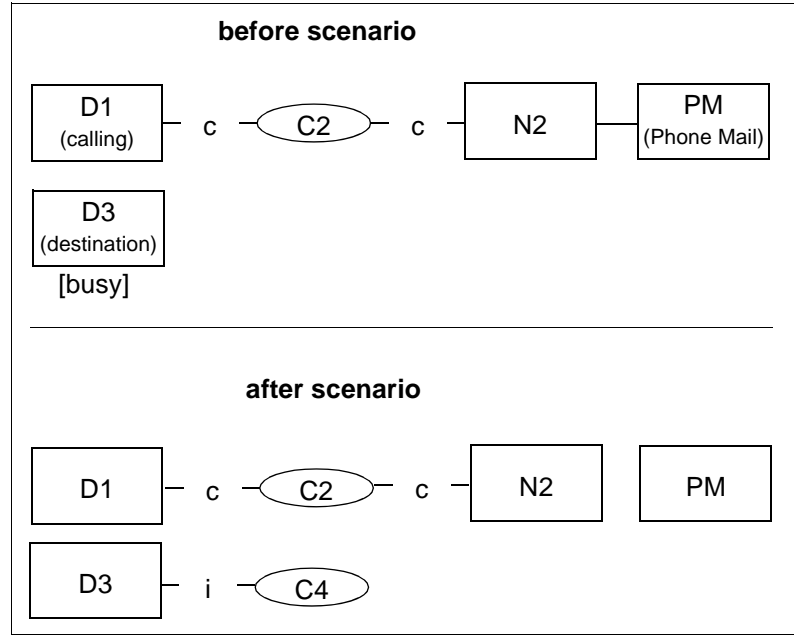 before scenario
D1
(calling)
c
C2
c
N2
PM
(Phone Mail)
D3
(destination)
[busy]
after scenario
D1
c
C2
c
N2
PM
D3
i
C4